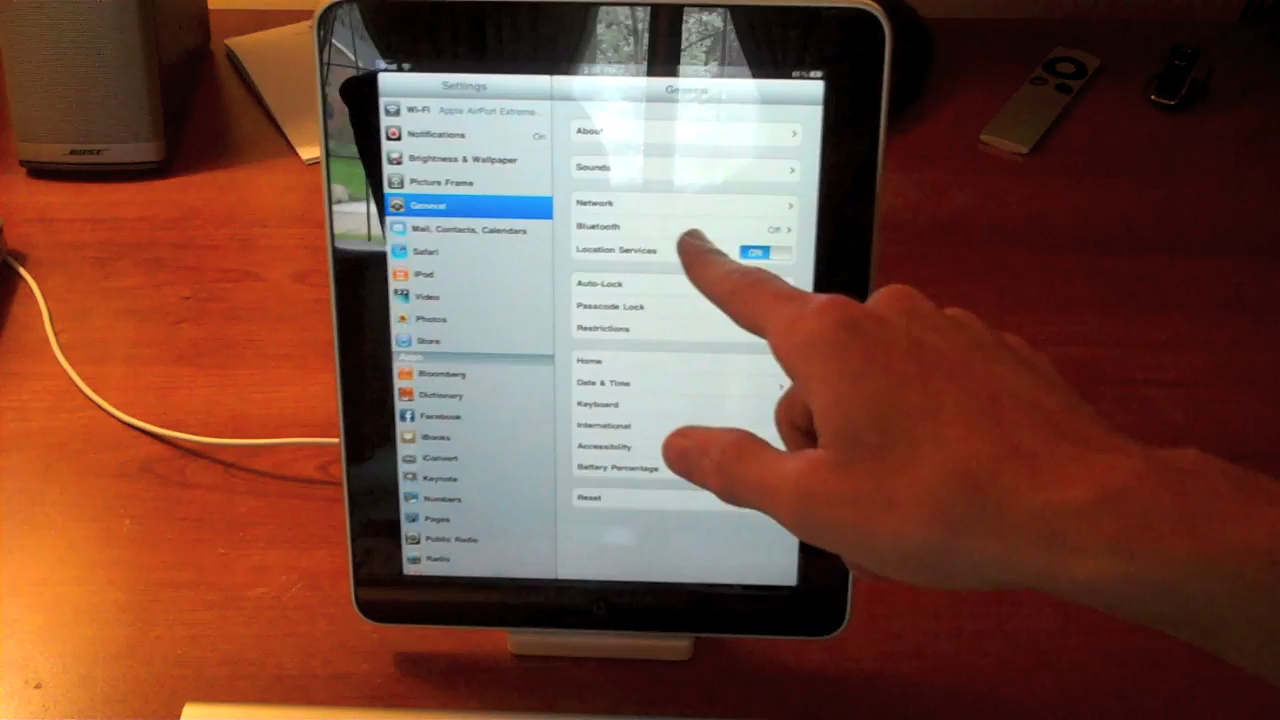 BOSE
Settings
General
Wi-Fi Apple AirPort Extreme...
Notifications On
Brightness & Wallpaper
Picture Frame
General
Mail, Contacts, Calendars
Safari
iPod
Video
Photos
Store
Apps
Bloomberg
Dictionary
Facebook
iBooks
iConvert
Keynote
Numbers
Pages
Public Radio
Radio
About
Sounds
Network
Bluetooth Off
Location Services ON
Auto-Lock
Passcode Lock
Restrictions
Home
Date & Time
Keyboard
International
Accessibility
Battery Percentage
Reset